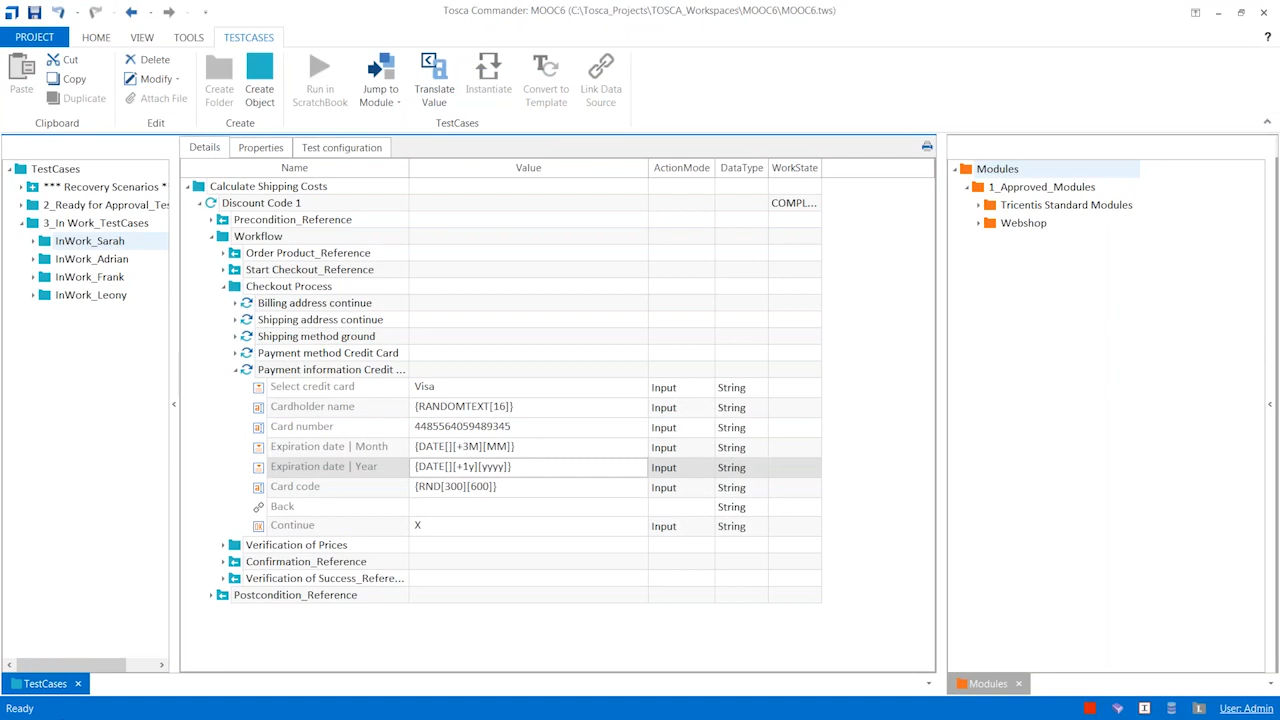 Tosca Commander: MOOC6 (C:\Tosca_Projects\TOSCA_Workspaces\MOOC6\MOOC6.tws)
PROJECT HOME VIEW TOOLS TESTCASES ?
Paste Cut Copy Duplicate
Clipboard
Delete Modify Attach File
Edit
Create Folder Create Object
Create
Run in ScratchBook Jump to Module Translate Value Instantiate Convert to Template Link Data Source
TestCases
TestCases
*** Recovery Scenarios *
2_Ready for Approval_Tes
3_In Work_TestCases
InWork_Sarah
InWork_Adrian
InWork_Frank
InWork_Leony
Details Properties Test configuration
Name Value ActionMode DataType WorkState
Calculate Shipping Costs
Discount Code 1 COMPL...
Precondition_Reference
Workflow
Order Product_Reference
Start Checkout_Reference
Checkout Process
Billing address continue
Shipping address continue
Shipping method ground
Payment method Credit Card
Payment information Credit ...
Select credit card Visa Input String
Cardholder name {RANDOMTEXT[16]} Input String
Card number 4485564059489345 Input String
Expiration date | Month {DATE[][+3M][MM]} Input String
Expiration date | Year {DATE[][+1y][yyyy]} Input String
Card code {RND[300][600]} Input String
Back String
Continue X Input String
Verification of Prices
Confirmation_Reference
Verification of Success_Refere...
Postcondition_Reference
Modules
1_Approved_Modules
Tricentis Standard Modules
Webshop
TestCases ×
Modules ×
Ready
User: Admin